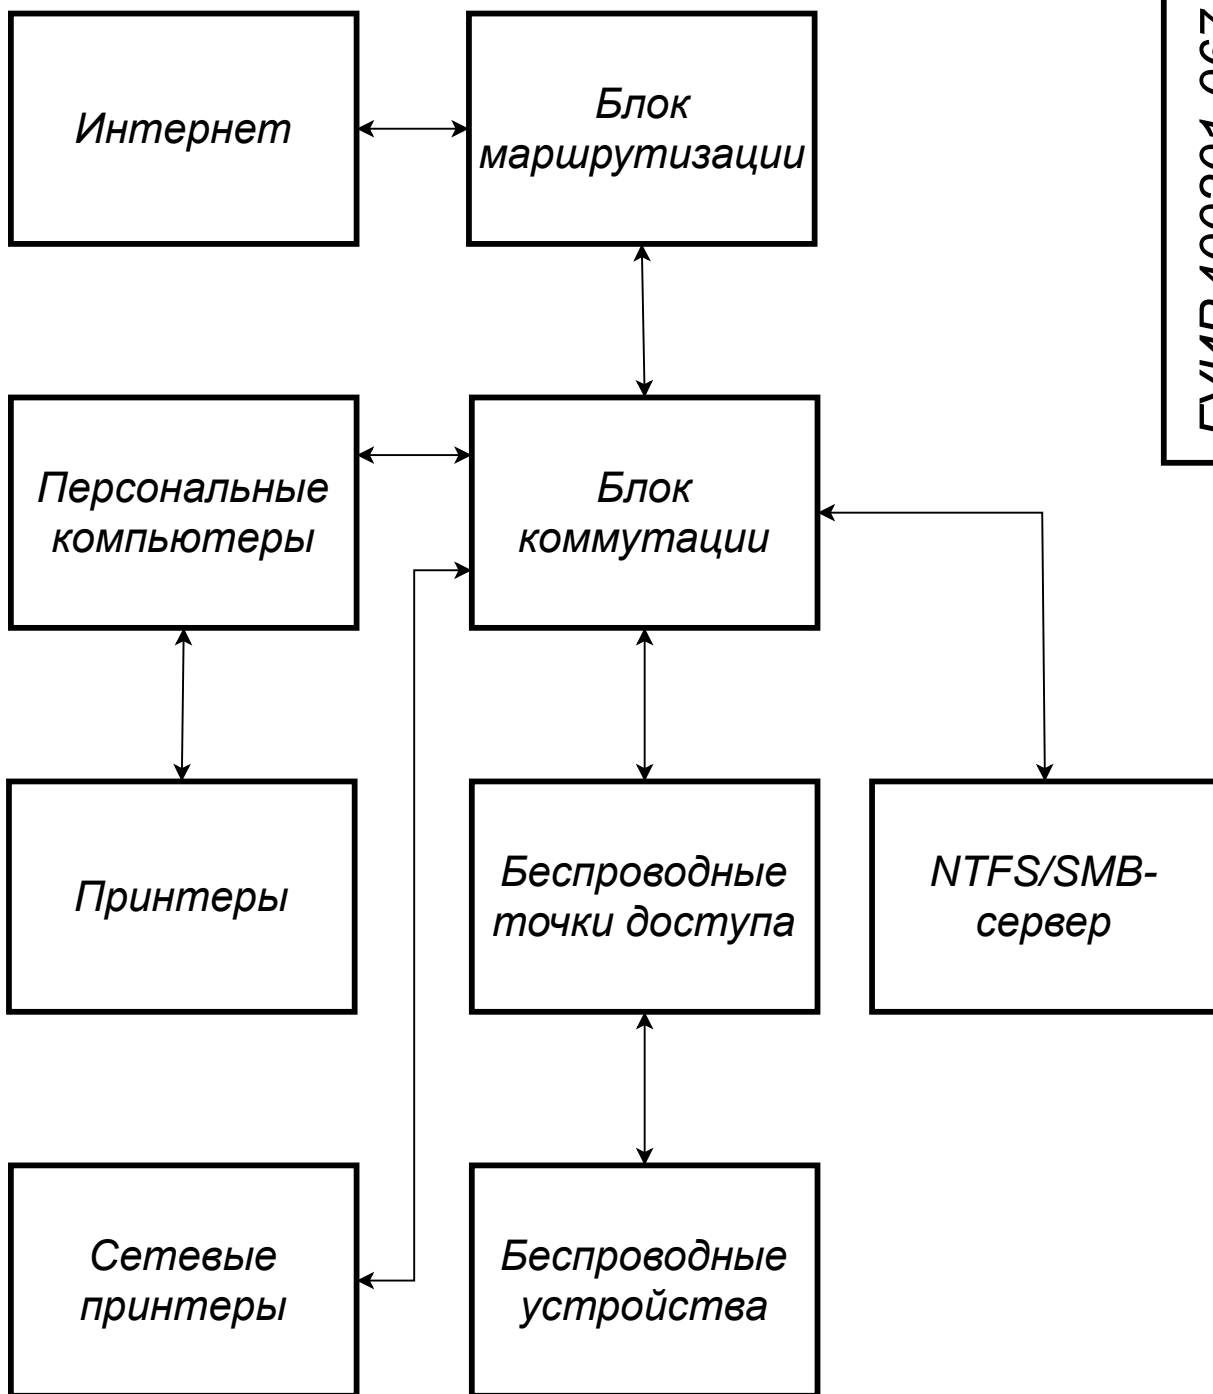 Интернет
Блок
маршрутизации
Персональные
компьютеры
Блок
коммутации
Принтеры
Беспроводные
точки доступа
NTFS/SMB-
сервер
Сетевые
принтеры
Беспроводные
устройства